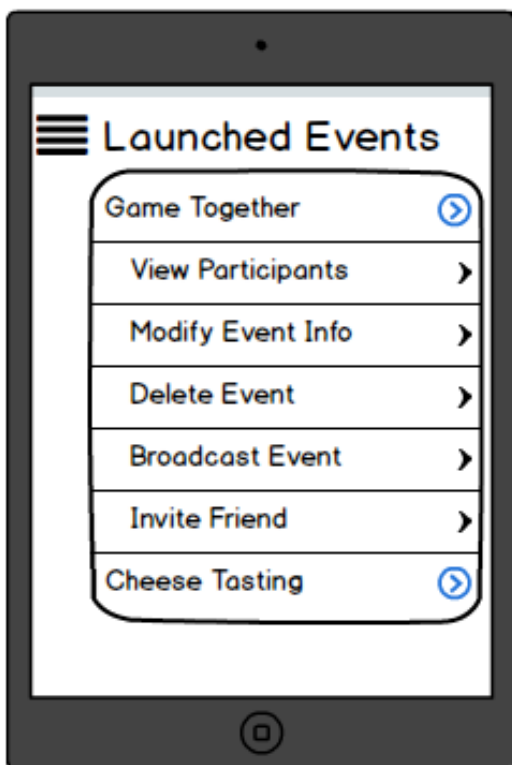 Launched Events
Game Together
View Participants
Modify Event Info
Delete Event
Broadcast Event
Invite Friend
Cheese Tasting